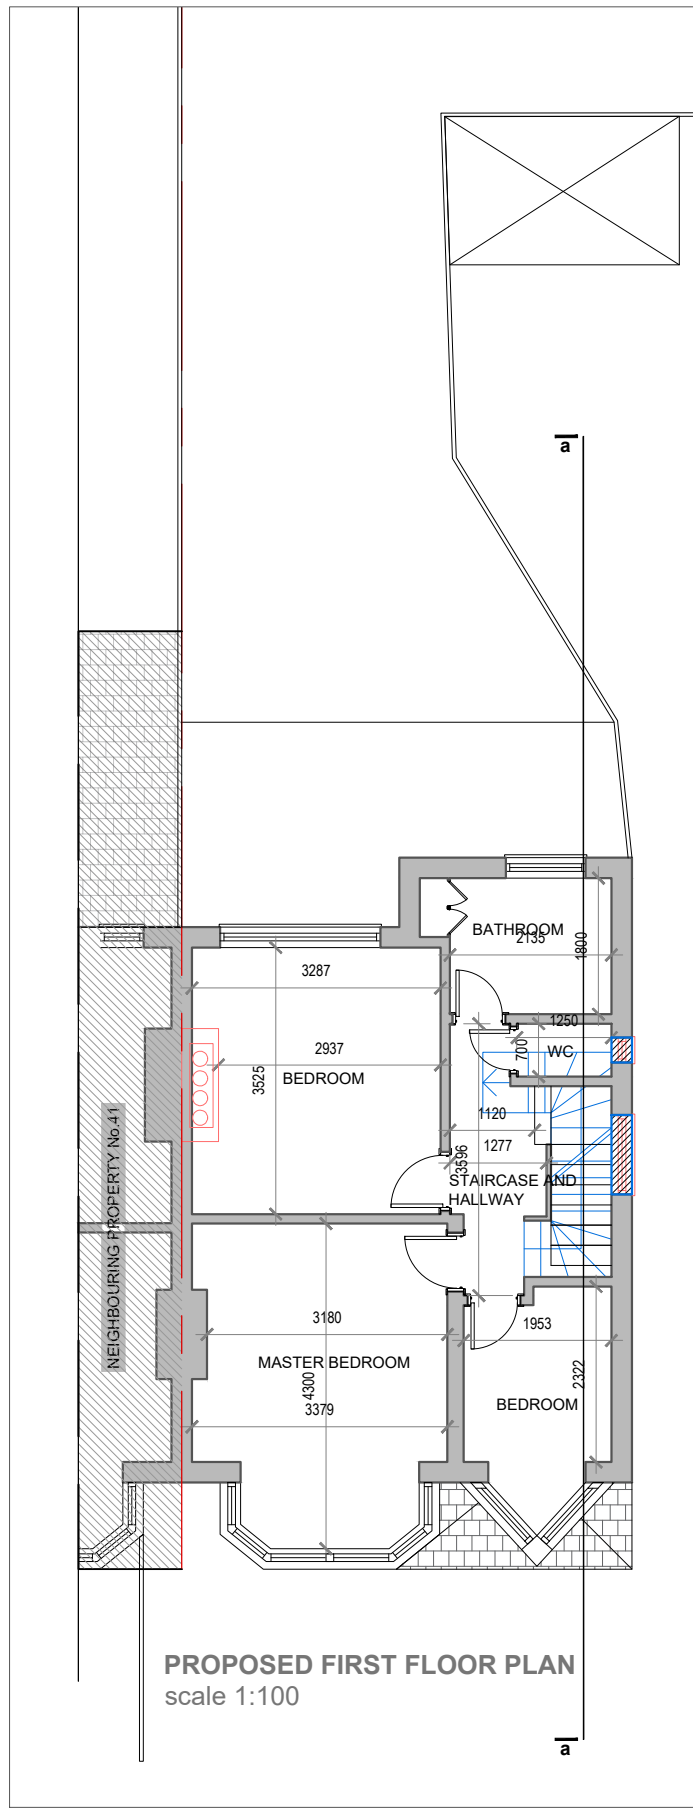 a
BATHROOM
2135
1800
3287
1250
WC
700
2937
BEDROOM
3525
1120
1277
3596
STAIRCASE AND
HALLWAY
NEIGHBOURING PROPERTY No.41
3180
1953
MASTER BEDROOM
4300
2322
3379
BEDROOM
PROPOSED FIRST FLOOR PLAN
scale 1:100
a